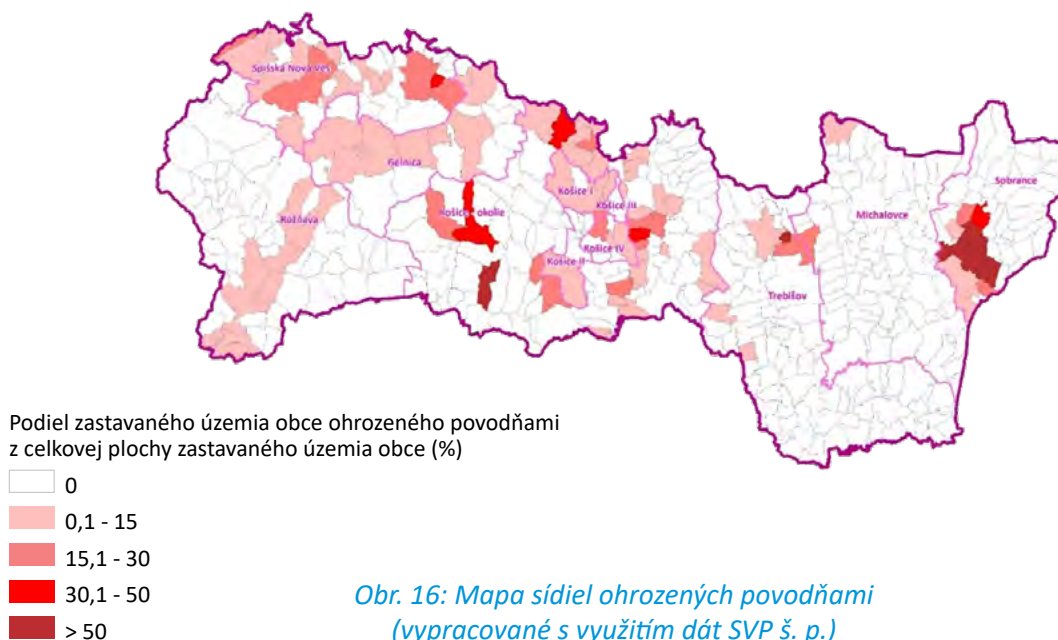 Spišská Nová Ves
Gelnica
Rožňava
Košice - okolie
Košice I
Košice III
Košice IV
Košice II
Trebišov
Michalovce
Sobrance
Podiel zastavaného územia obce ohrozeného povodňami
z celkovej plochy zastavaného územia obce (%)
0
0,1 - 15
15,1 - 30
30,1 - 50
> 50
Obr. 16: Mapa sídiel ohrozených povodňami
(vypracované s využitím dát SVP š. p.)